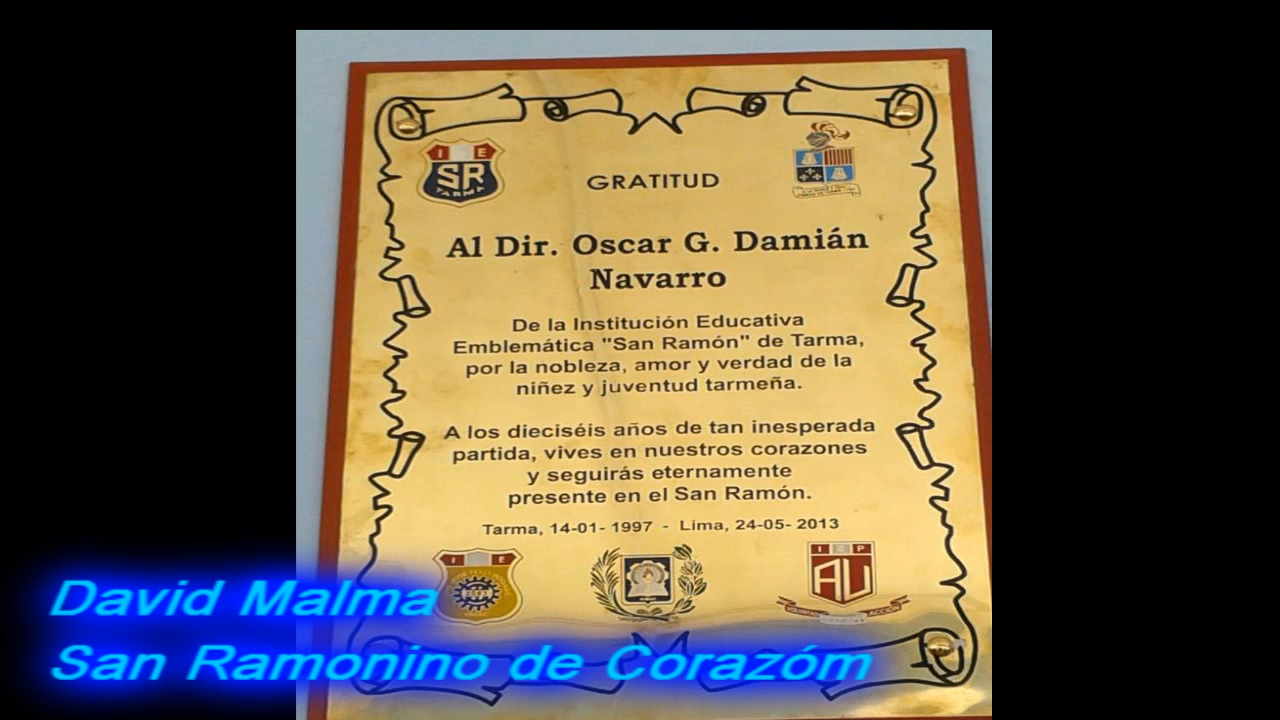 I E
SR
TARMA
GRATITUD
Al Dir. Oscar G. Damián
Navarro
De la Institución Educativa
Emblemática "San Ramón" de Tarma,
por la nobleza, amor y verdad de la
niñez y juventud tarmeña.
A los dieciséis años de tan inesperada
partida, vives en nuestros corazones
y seguirás eternamente
presente en el San Ramón.
Tarma, 14-01- 1997 - Lima, 24-05- 2013
I E
I E P
AU
VOLUNTAD ACCIÓN
David Malma
San Ramonino de Corazóm